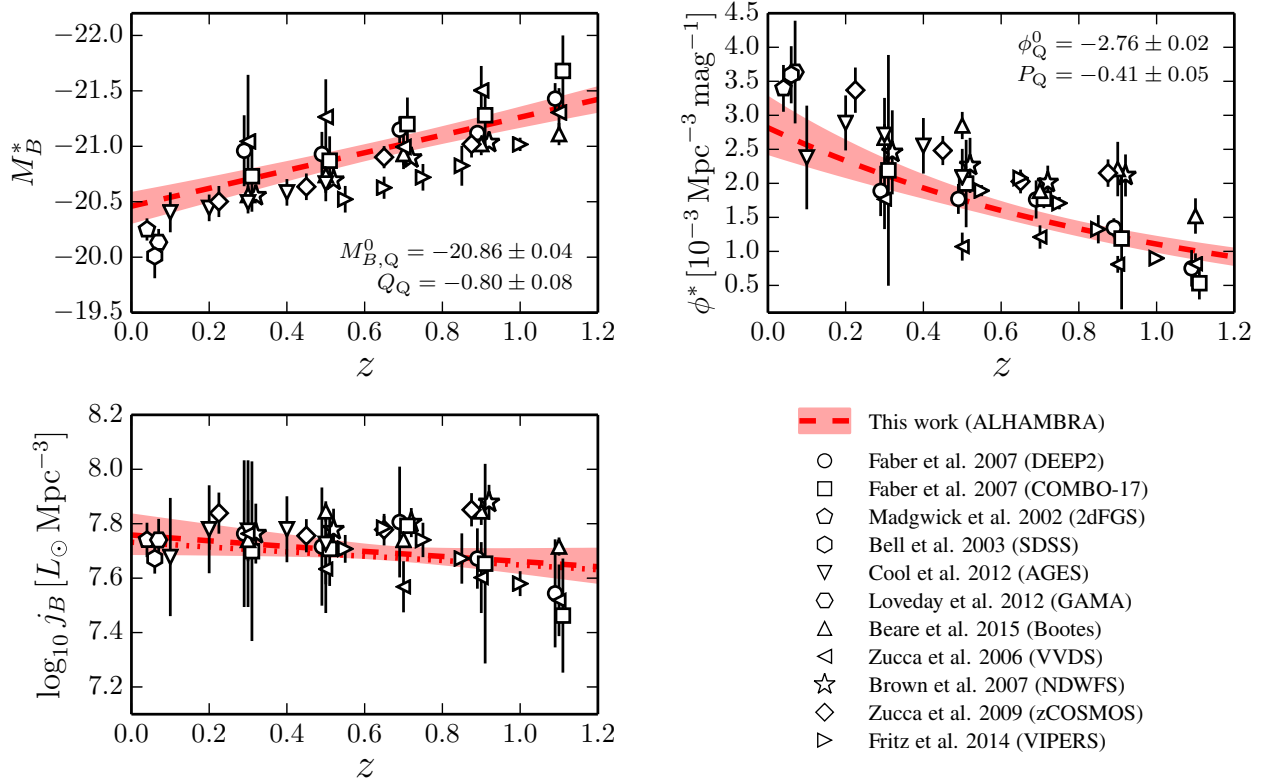 −22.0
−21.5
−21.0
−20.5
−20.0
−19.5
M*B
M⁰B,Q = −20.86 ± 0.04
QQ = −0.80 ± 0.08
0.0 0.2 0.4 0.6 0.8 1.0 1.2
z
4.5
4.0
3.5
3.0
2.5
2.0
1.5
1.0
0.5
ϕ* [10−3 Mpc−3 mag−1]
ϕ⁰Q = −2.76 ± 0.02
PQ = −0.41 ± 0.05
0.0 0.2 0.4 0.6 0.8 1.0 1.2
z
8.2
8.0
7.8
7.6
7.4
7.2
log10 jB [L⊙ Mpc−3]
0.0 0.2 0.4 0.6 0.8 1.0 1.2
z
This work (ALHAMBRA)
Faber et al. 2007 (DEEP2)
Faber et al. 2007 (COMBO-17)
Madgwick et al. 2002 (2dFGS)
Bell et al. 2003 (SDSS)
Cool et al. 2012 (AGES)
Loveday et al. 2012 (GAMA)
Beare et al. 2015 (Bootes)
Zucca et al. 2006 (VVDS)
Brown et al. 2007 (NDWFS)
Zucca et al. 2009 (zCOSMOS)
Fritz et al. 2014 (VIPERS)